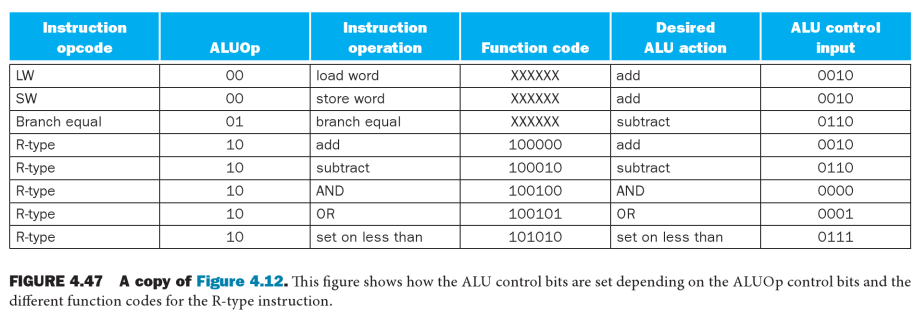 Instruction opcode ALUOp Instruction operation Function code Desired ALU action ALU control input
LW 00 load word XXXXXX add 0010
SW 00 store word XXXXXX add 0010
Branch equal 01 branch equal XXXXXX subtract 0110
R-type 10 add 100000 add 0010
R-type 10 subtract 100010 subtract 0110
R-type 10 AND 100100 AND 0000
R-type 10 OR 100101 OR 0001
R-type 10 set on less than 101010 set on less than 0111
FIGURE 4.47 A copy of Figure 4.12. This figure shows how the ALU control bits are set depending on the ALUOp control bits and the
different function codes for the R-type instruction.